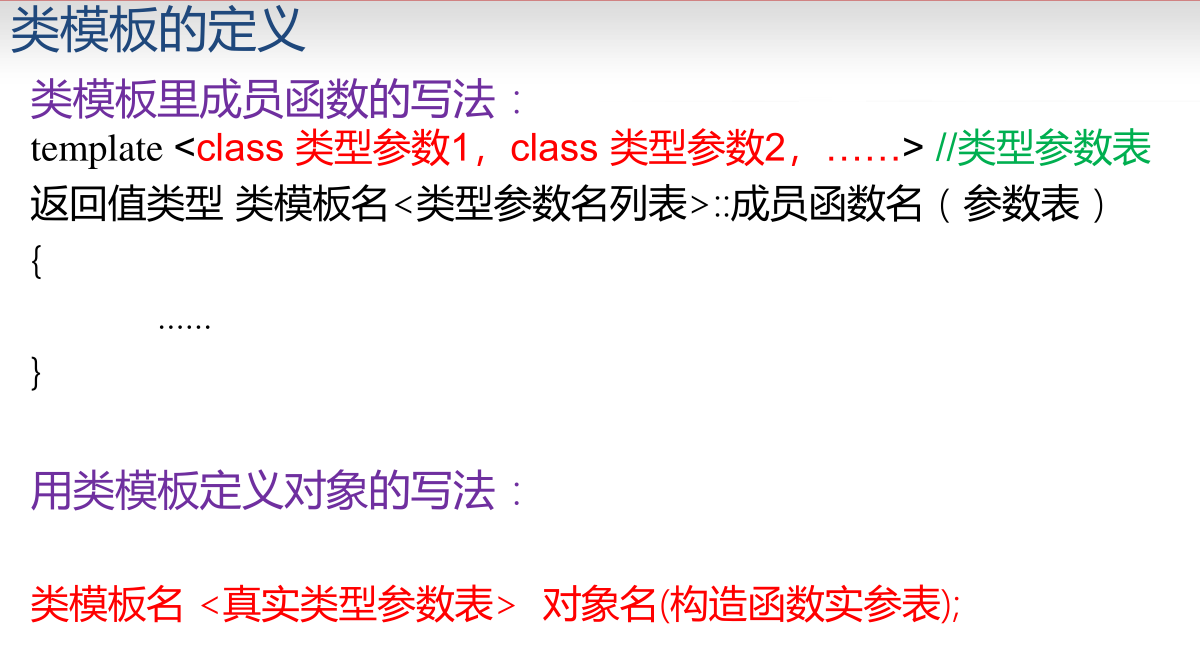 类模板的定义
类模板里成员函数的写法：
template <class 类型参数1，class 类型参数2，……> //类型参数表
返回值类型 类模板名<类型参数名列表>::成员函数名（参数表）
{
......
}
用类模板定义对象的写法：
类模板名 <真实类型参数表> 对象名(构造函数实参表);